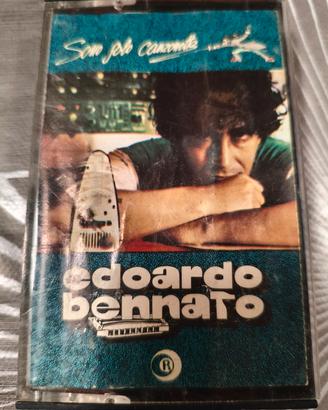 Sono solo canzonette
edoardo
bennato
R